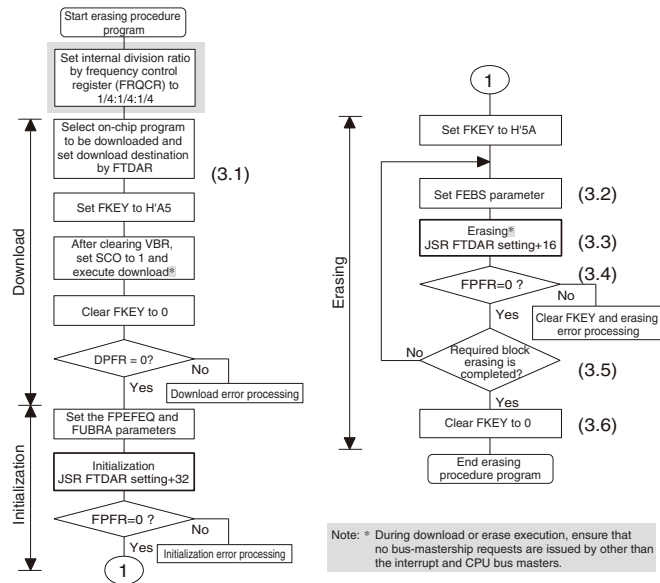 Start erasing procedure
program
Set internal division ratio
by frequency control
register (FRQCR) to
1/4:1/4:1/4
Select on-chip program
to be downloaded and
set download destination
by FTDAR
(3.1)
Set FKEY to H'A5
After clearing VBR,
set SCO to 1 and
execute download*
Clear FKEY to 0
DPFR = 0?
No
Yes
Download error processing
Download
Set the FPEFEQ and
FUBRA parameters
Initialization
JSR FTDAR setting+32
FPFR=0 ?
No
Yes
Initialization error processing
1
Initialization
1
Set FKEY to H'5A
Set FEBS parameter
(3.2)
Erasing*
JSR FTDAR setting+16
(3.3)
(3.4)
FPFR=0 ?
No
Yes
Clear FKEY and erasing
error processing
No
Required block
erasing is
completed?
(3.5)
Yes
Clear FKEY to 0
(3.6)
End erasing
procedure program
Erasing
Note: * During download or erase execution, ensure that
no bus-mastership requests are issued by other than
the interrupt and CPU bus masters.